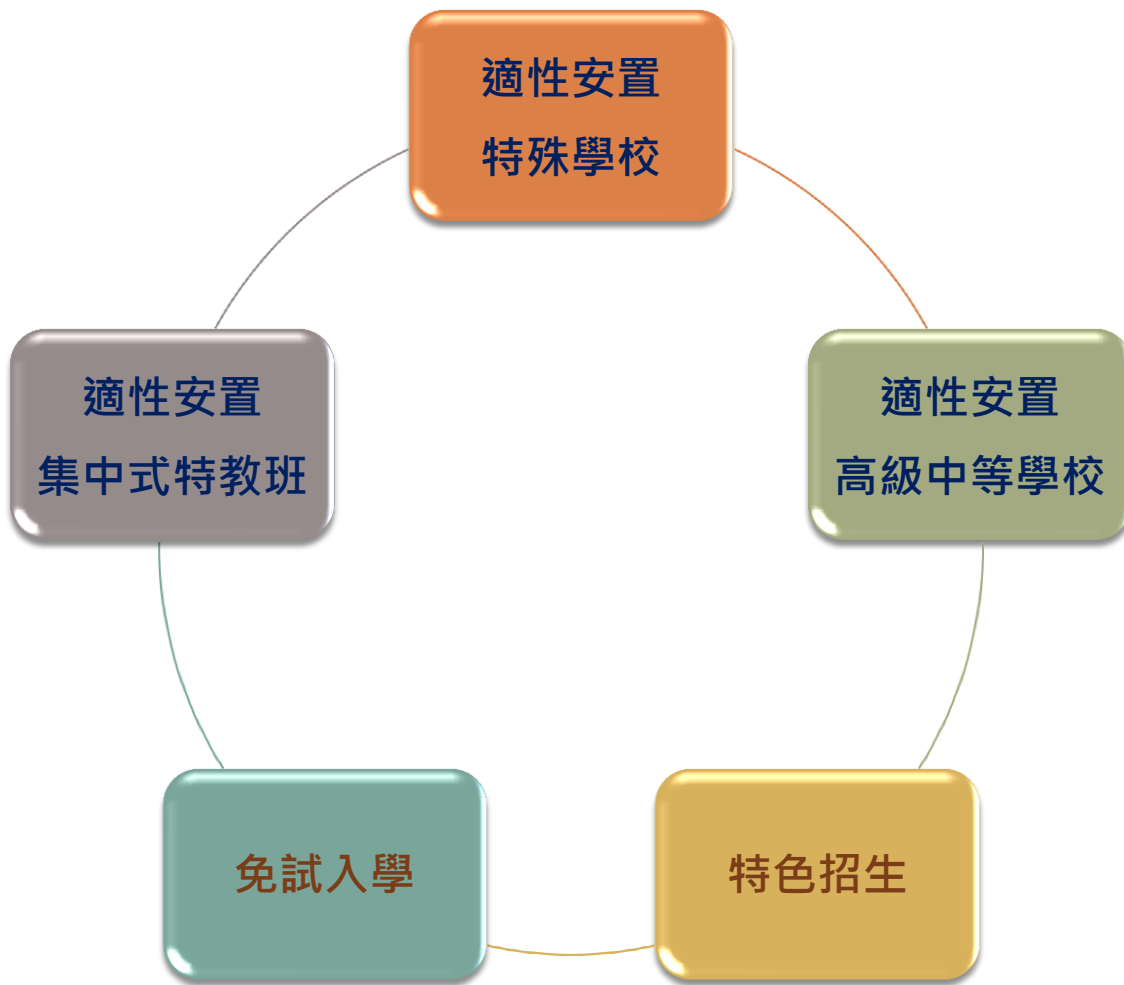 適性安置
特殊學校
適性安置
集中式特教班
適性安置
高級中等學校
免試入學
特色招生